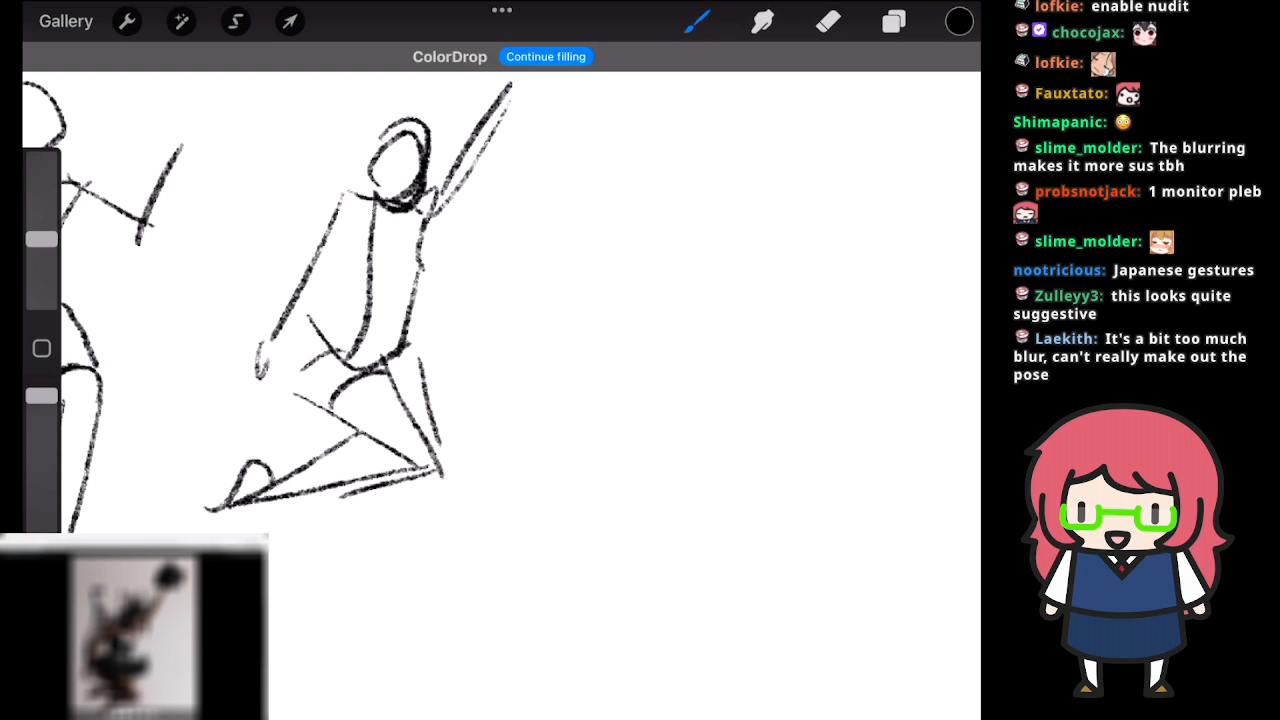 Gallery
ColorDrop Continue filling
lofkie: enable nudit
chocojax:
lofkie:
Fauxtato:
Shimapanic:
slime_molder: The blurring
makes it more sus tbh
probsnotjack: 1 monitor pleb
slime_molder:
nootricious: Japanese gestures
Zulleyy3: this looks quite
suggestive
Laekith: It's a bit too much
blur, can't really make out the
pose